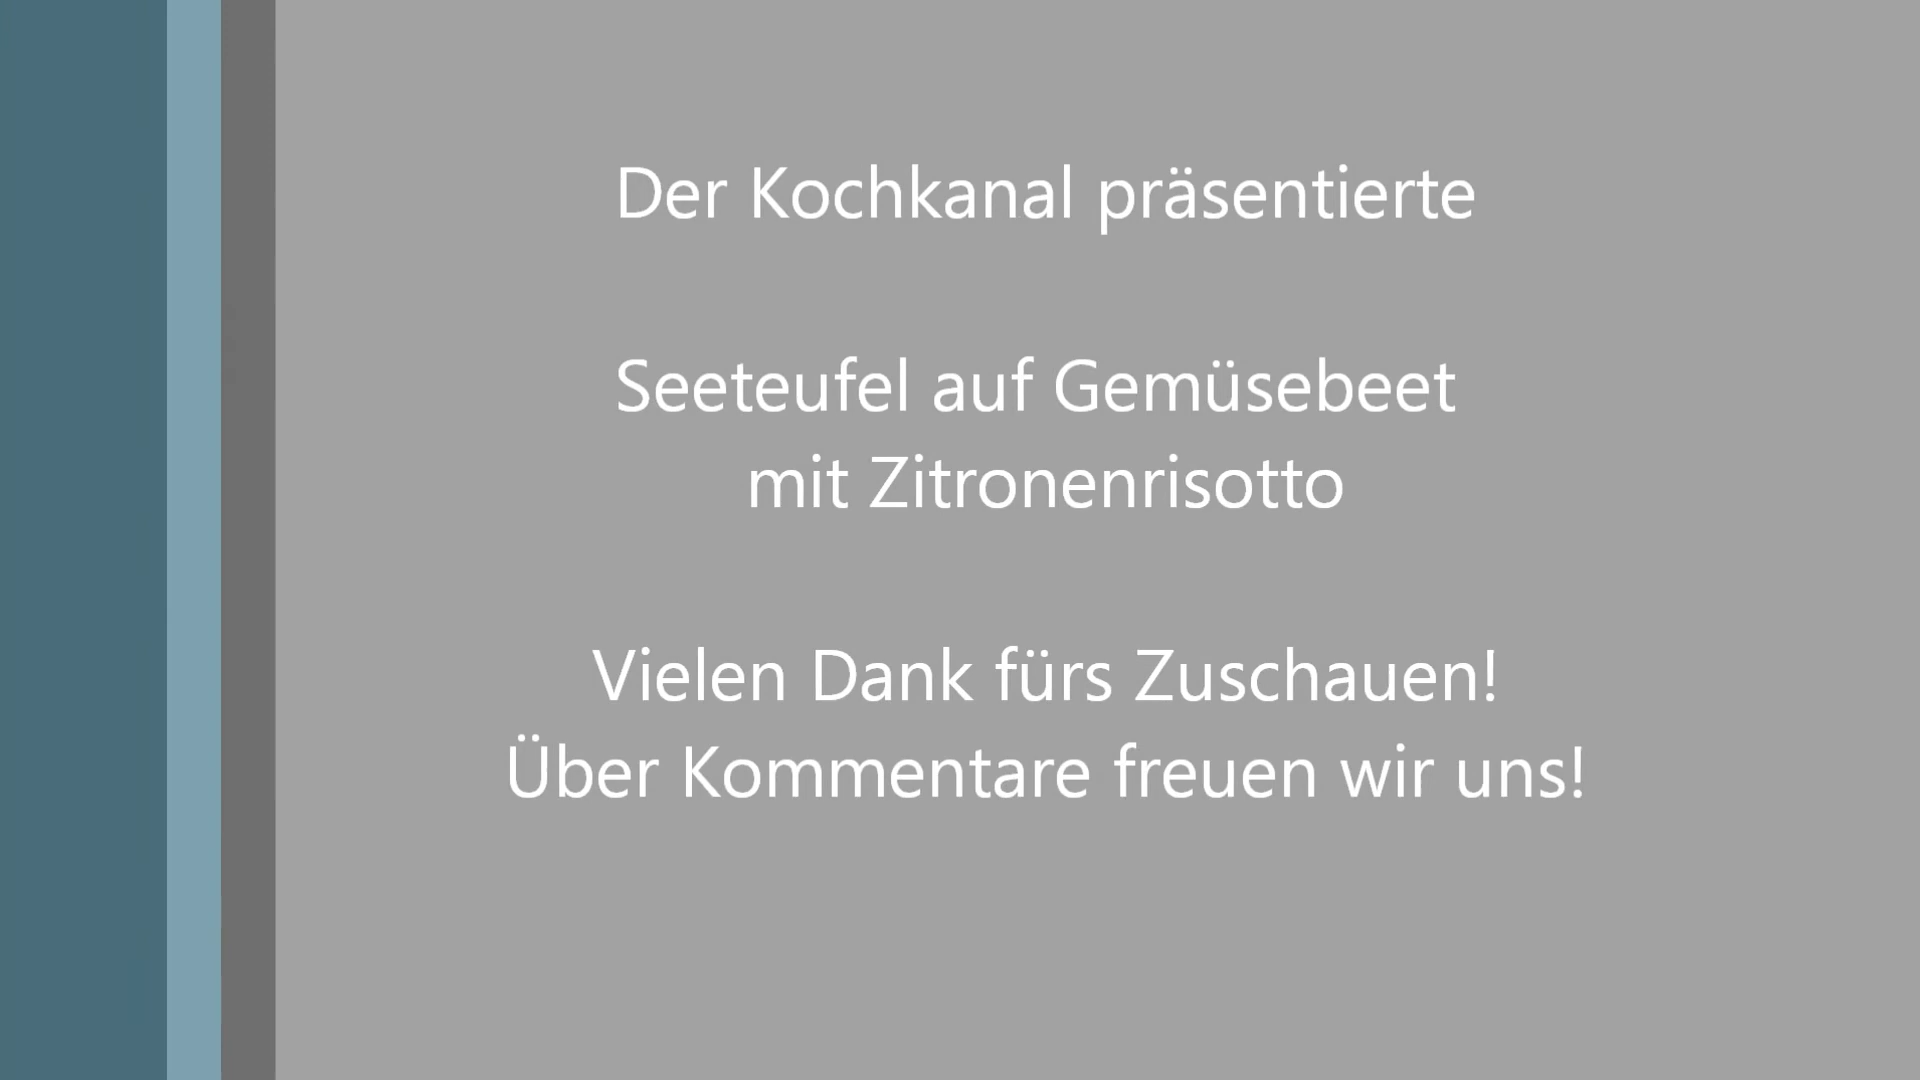 Der Kochkanal präsentierte
Seeteufel auf Gemüsebeet
mit Zitronenrisotto
Vielen Dank fürs Zuschauen!
Über Kommentare freuen wir uns!